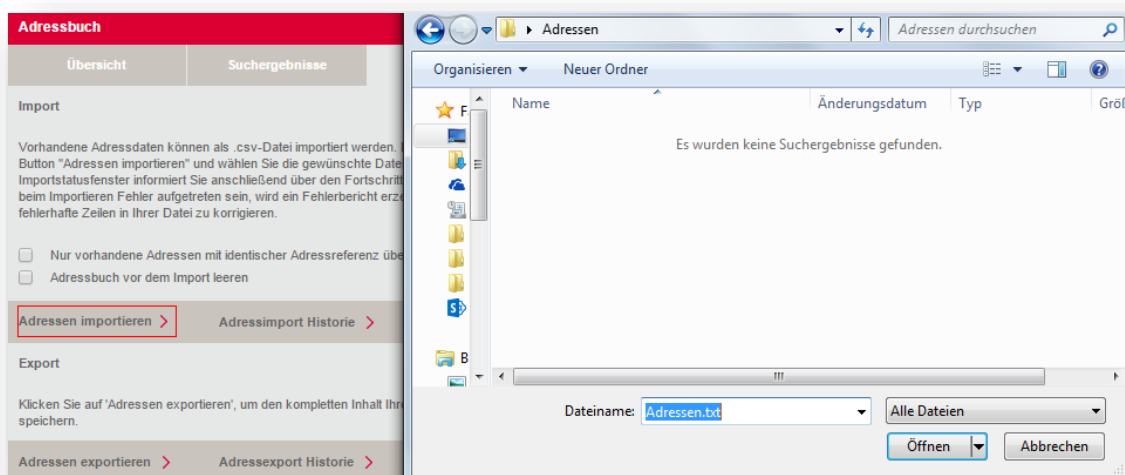 Adressbuch
Übersicht
Suchergebnisse
Import
Vorhandene Adressdaten können als .csv-Datei importiert werden.
Button "Adressen importieren" und wählen Sie die gewünschte Date
Importstatusfenster informiert Sie anschließend über den Fortschritt
beim Importieren Fehler aufgetreten sein, wird ein Fehlerbericht erze
fehlerhafte Zeilen in Ihrer Datei zu korrigieren.
Nur vorhandene Adressen mit identischer Adressreferenz übe
Adressbuch vor dem Import leeren
Adressen importieren
Adressimport Historie
Export
Klicken Sie auf 'Adressen exportieren', um den kompletten Inhalt Ihre
speichern.
Adressen exportieren
Adressexport Historie
Adressen
Adressen durchsuchen
Organisieren
Neuer Ordner
Name
Änderungsdatum
Typ
Größ
F
Es wurden keine Suchergebnisse gefunden.
B
Dateiname:
Adressen.txt
Alle Dateien
Öffnen
Abbrechen